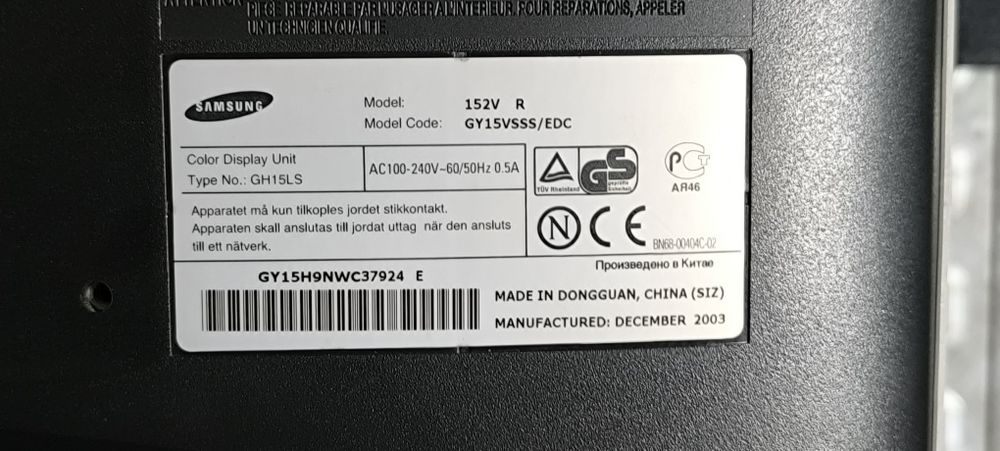 ATTENTION
PIECE REPARABLE PAR L'USAGER A L'INTERIEUR. POUR REPARATIONS, APPELER
UN TECHNICIEN QUALIFIE.
SAMSUNG
Model: 152V R
Model Code: GY15VSSS/EDC
Color Display Unit
Type No.: GH15LS
AC100-240V~60/50Hz 0.5A
TÜV Rheinland
GS
geprüfte
Sicherheit
РСТ
АЯ46
Apparatet må kun tilkoples jordet stikkontakt.
Apparaten skall anslutas till jordat uttag när den ansluts
till ett nätverk.
N CE
BN68-00404C-02
Произведено в Китае
GY15H9NWC37924 E
MADE IN DONGGUAN, CHINA (SIZ)
MANUFACTURED: DECEMBER 2003